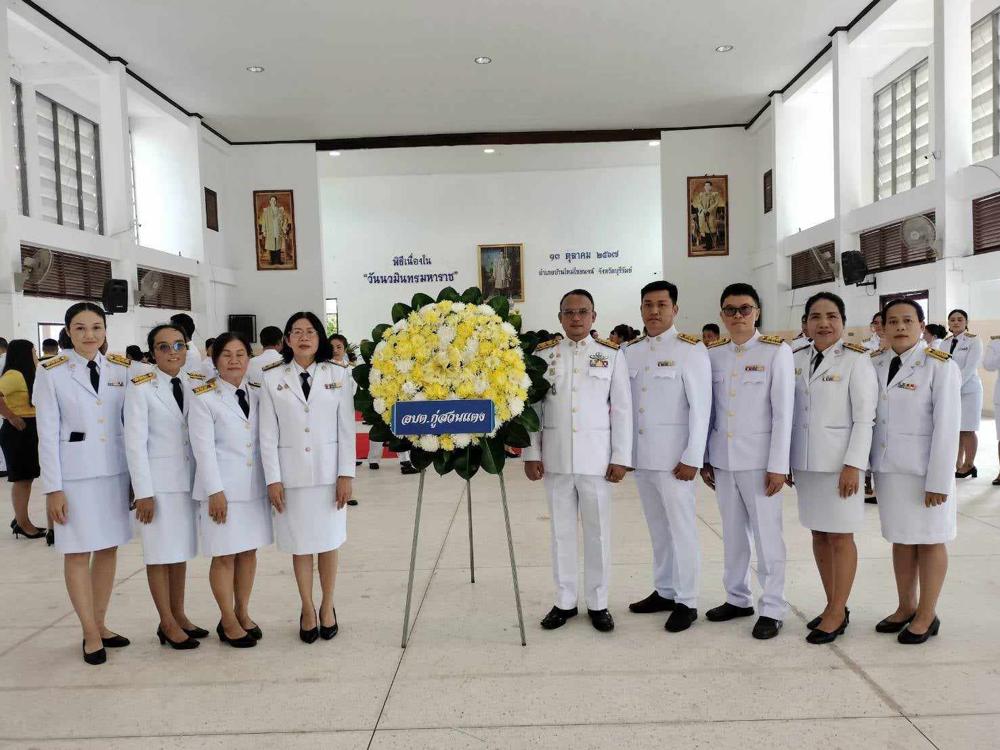 พิธีเนื่องใน
"วันนวมินทรมหาราช"
๑๓ ตุลาคม ๒๕๖๗
อำเภอบ้านใหม่ไชยพจน์ จังหวัดบุรีรัมย์
อบต.กู่สวนแตง